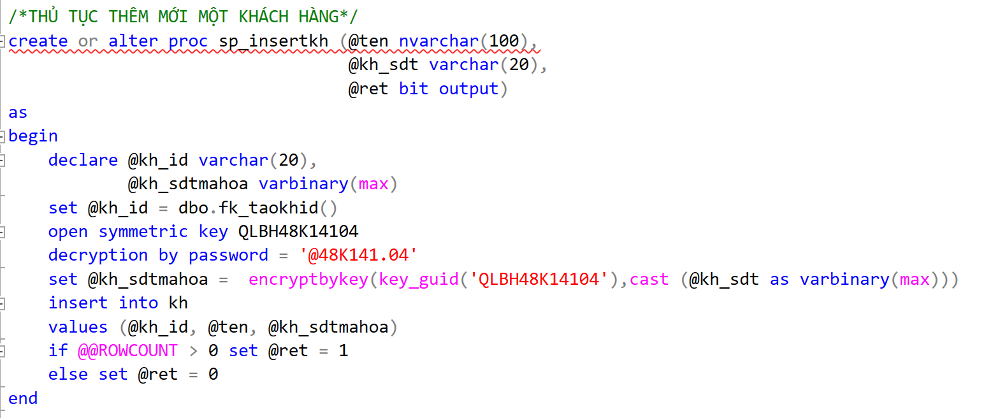 /*THỦ TỤC THÊM MỚI MỘT KHÁCH HÀNG*/
create or alter proc sp_insertkh (@ten nvarchar(100),
@kh_sdt varchar(20),
@ret bit output)
as
begin
declare @kh_id varchar(20),
@kh_sdtmahoa varbinary(max)
set @kh_id = dbo.fk_taokhid()
open symmetric key QLBH48K14104
decryption by password = '@48K141.04'
set @kh_sdtmahoa =  encryptbykey(key_guid('QLBH48K14104'),cast (@kh_sdt as varbinary(max)))
insert into kh
values (@kh_id, @ten, @kh_sdtmahoa)
if @@ROWCOUNT > 0 set @ret = 1
else set @ret = 0
end